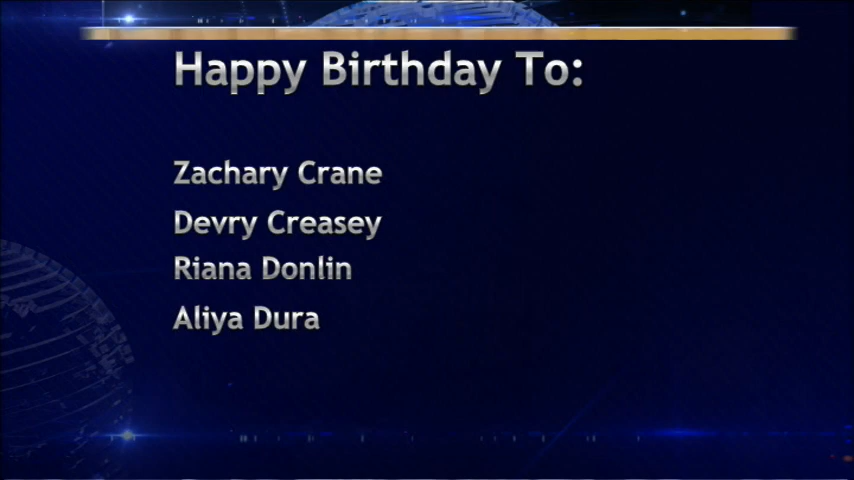 Happy Birthday To:
Zachary Crane
Devry Creasey
Riana Donlin
Aliya Dura